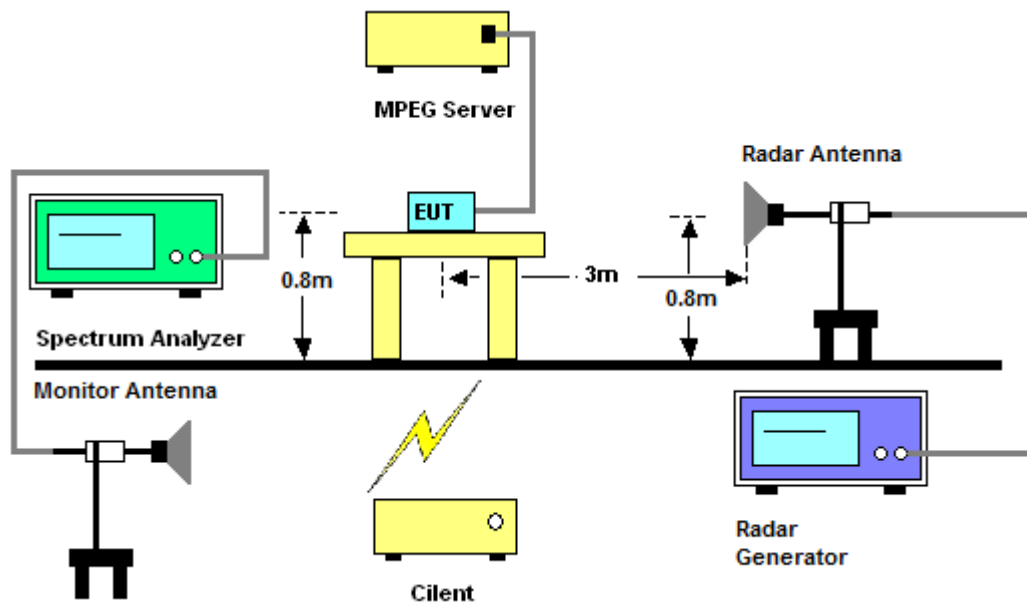 MPEG Server
Radar Antenna
EUT
0.8m
3m
0.8m
Spectrum Analyzer
Monitor Antenna
Radar
Generator
Cilent